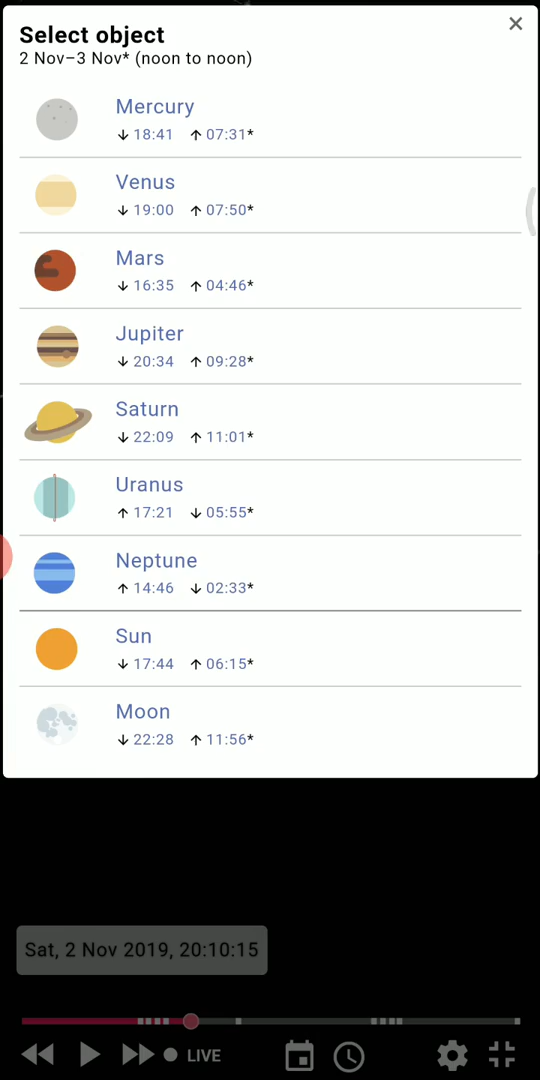 Select object
2 Nov–3 Nov* (noon to noon)
Mercury
↓ 18:41 ↑ 07:31*
Venus
↓ 19:00 ↑ 07:50*
Mars
↓ 16:35 ↑ 04:46*
Jupiter
↓ 20:34 ↑ 09:28*
Saturn
↓ 22:09 ↑ 11:01*
Uranus
↑ 17:21 ↓ 05:55*
Neptune
↑ 14:46 ↓ 02:33*
Sun
↓ 17:44 ↑ 06:15*
Moon
↓ 22:28 ↑ 11:56*
Sat, 2 Nov 2019, 20:10:15
LIVE